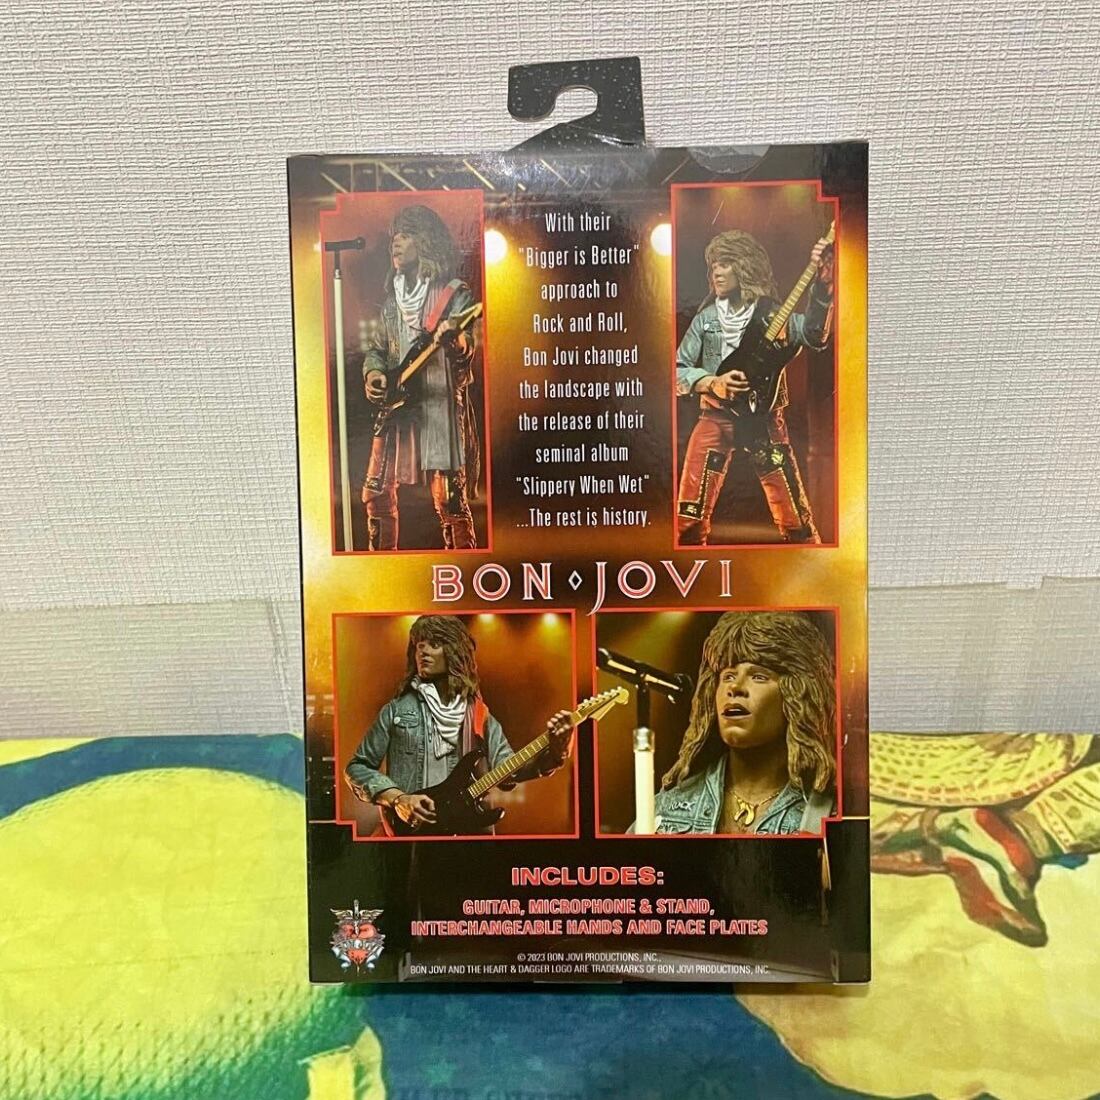 With their
"Bigger is Better"
approach to
Rock and Roll,
Bon Jovi changed
the landscape with
the release of their
seminal album
"Slippery When Wet"
...The rest is history.
BON JOVI
INCLUDES:
GUITAR, MICROPHONE & STAND,
INTERCHANGEABLE HANDS AND FACE PLATES
© 2023 BON JOVI PRODUCTIONS, INC.,
BON JOVI AND THE HEART & DAGGER LOGO ARE TRADEMARKS OF BON JOVI PRODUCTIONS, INC.